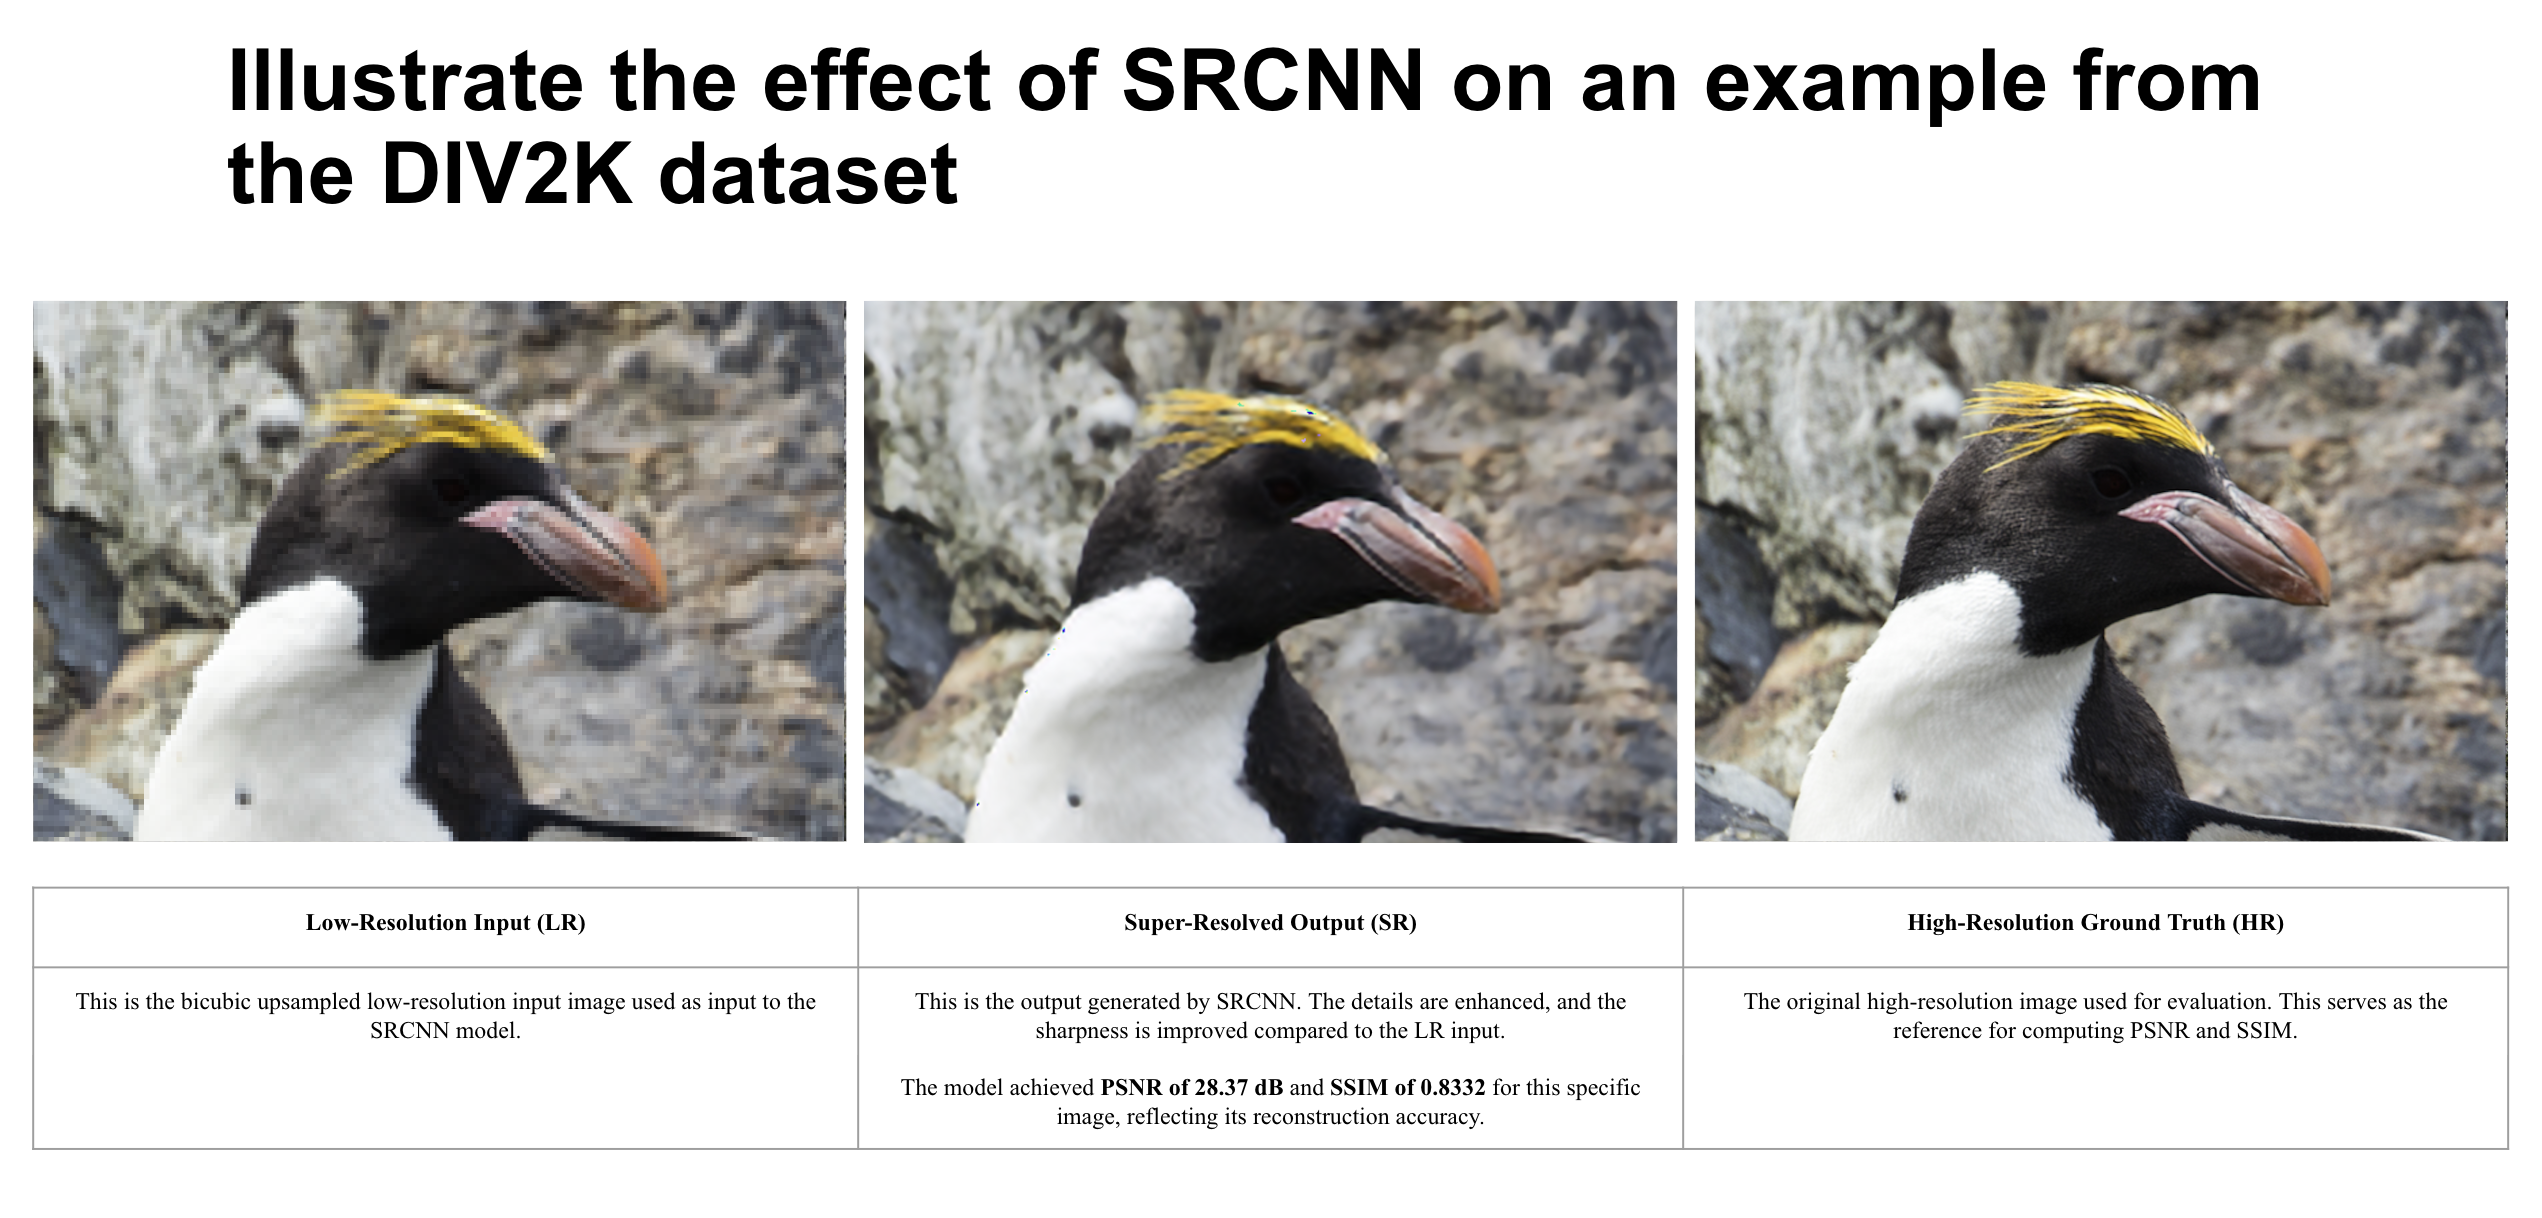 Illustrate the effect of SRCNN on an example from
the DIV2K dataset
Low-Resolution Input (LR)
Super-Resolved Output (SR)
High-Resolution Ground Truth (HR)
This is the bicubic upsampled low-resolution input image used as input to the
SRCNN model.
This is the output generated by SRCNN. The details are enhanced, and the
sharpness is improved compared to the LR input.
The model achieved PSNR of 28.37 dB and SSIM of 0.8332 for this specific
image, reflecting its reconstruction accuracy.
The original high-resolution image used for evaluation. This serves as the
reference for computing PSNR and SSIM.